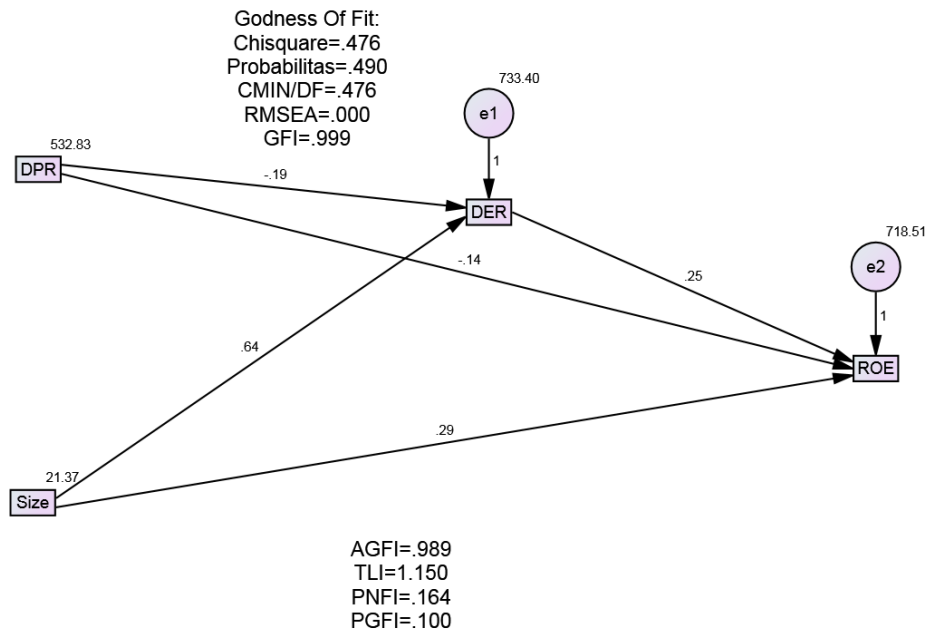 Godness Of Fit:
Chisquare=.476
Probabilitas=.490
CMIN/DF=.476
RMSEA=.000
GFI=.999
733.40
e1
1
532.83
DPR
-.19
DER
-.14
.25
718.51
e2
1
ROE
.64
.29
21.37
Size
AGFI=.989
TLI=1.150
PNFI=.164
PGFI=.100